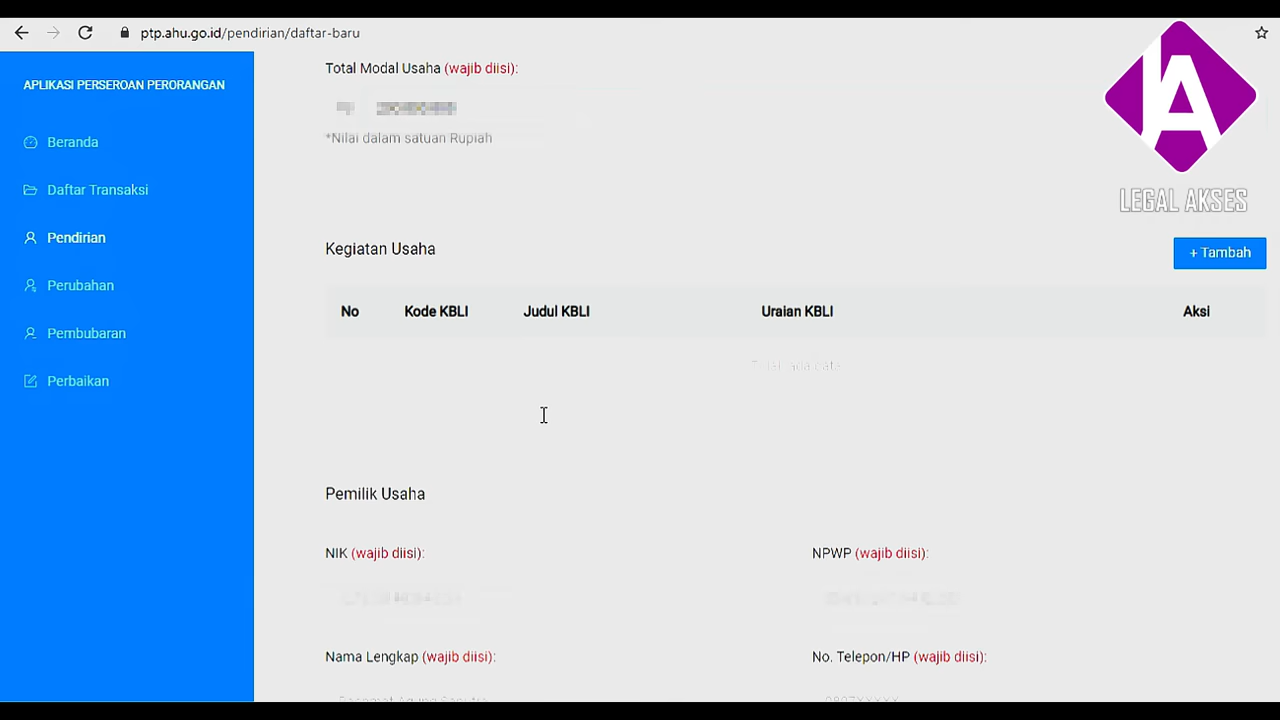 ptp.ahu.go.id/pendirian/daftar-baru
APLIKASI PERSEROAN PERORANGAN
Beranda
Daftar Transaksi
Pendirian
Perubahan
Pembubaran
Perbaikan
Total Modal Usaha (wajib diisi):
*Nilai dalam satuan Rupiah
LEGAL AKSES
Kegiatan Usaha
+ Tambah
No Kode KBLI Judul KBLI Uraian KBLI Aksi
Pemilik Usaha
NIK (wajib diisi): NPWP (wajib diisi):
Nama Lengkap (wajib diisi): No. Telepon/HP (wajib diisi):